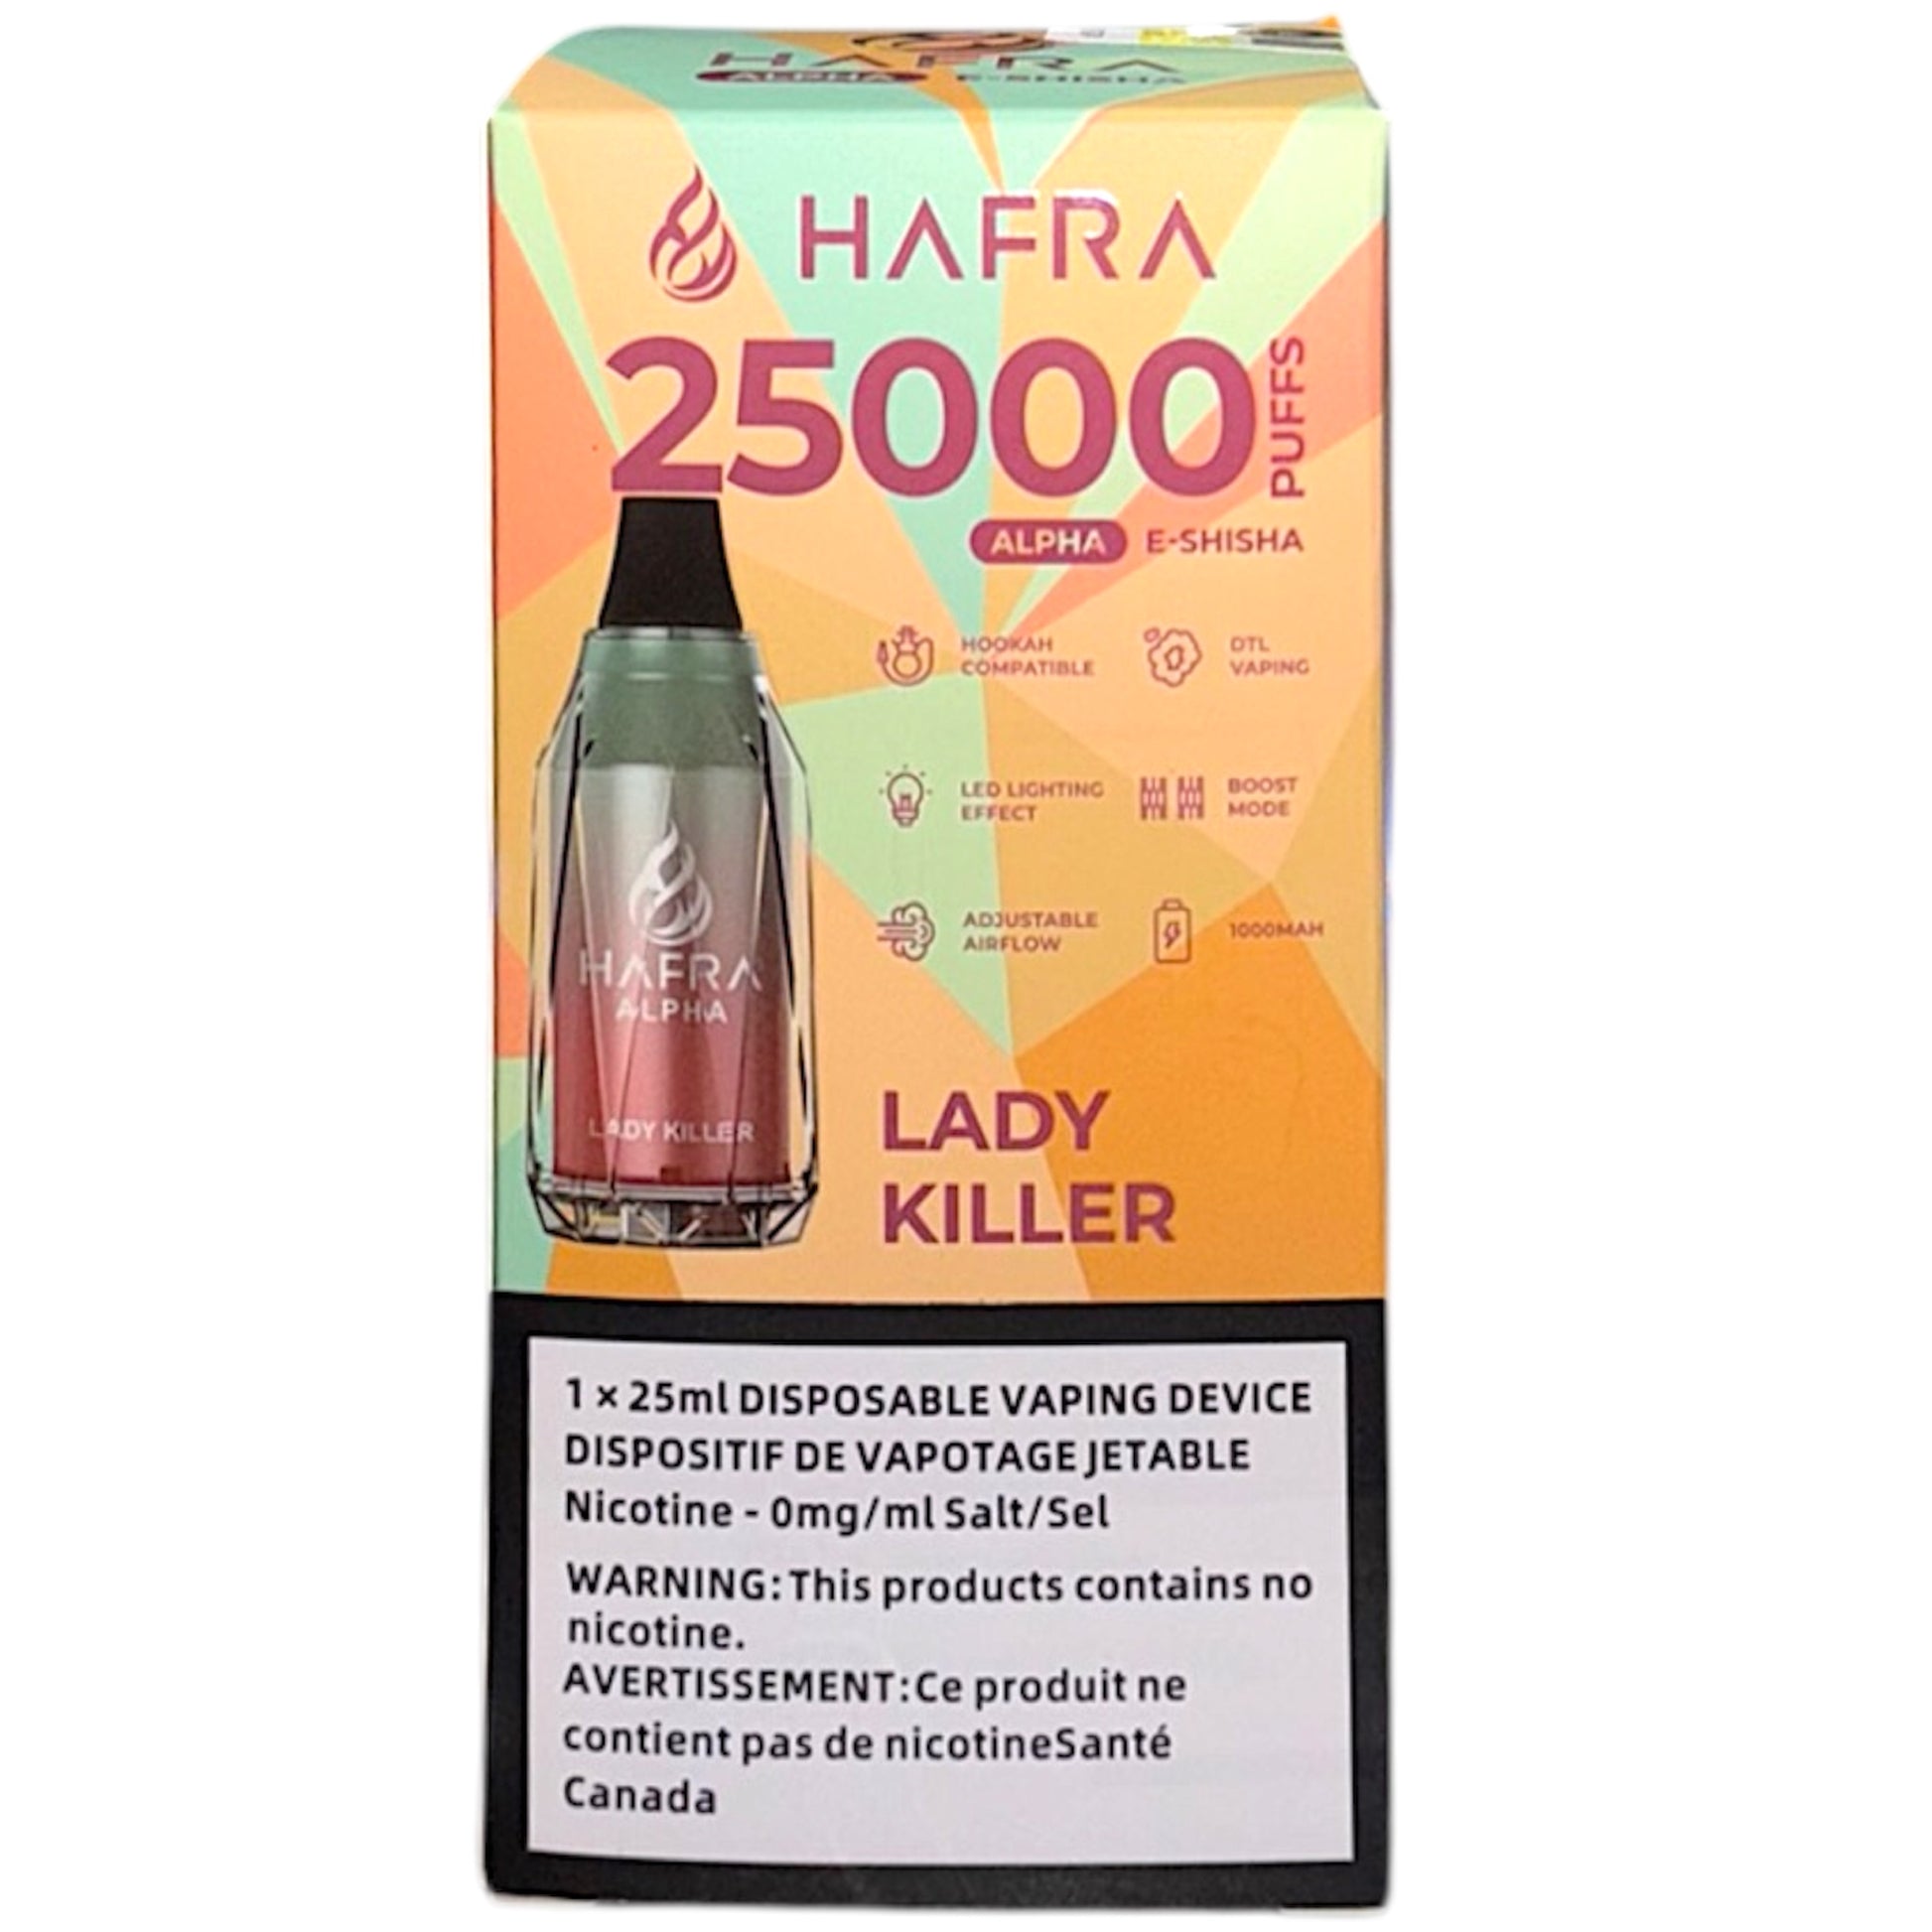 HAFRA
ALPHA E-SHISHA
HAFRA
25000
PUFFS
ALPHA E-SHISHA
HOOKAH
COMPATIBLE
DTL
VAPING
LED LIGHTING
EFFECT
BOOST
MODE
ADJUSTABLE
AIRFLOW
1000MAH
HAFRA
ALPHA
LADY KILLER
LADY
KILLER
1 × 25ml DISPOSABLE VAPING DEVICE
DISPOSITIF DE VAPOTAGE JETABLE
Nicotine - 0mg/ml Salt/Sel
WARNING: This products contains no
nicotine.
AVERTISSEMENT:Ce produit ne
contient pas de nicotineSanté
Canada